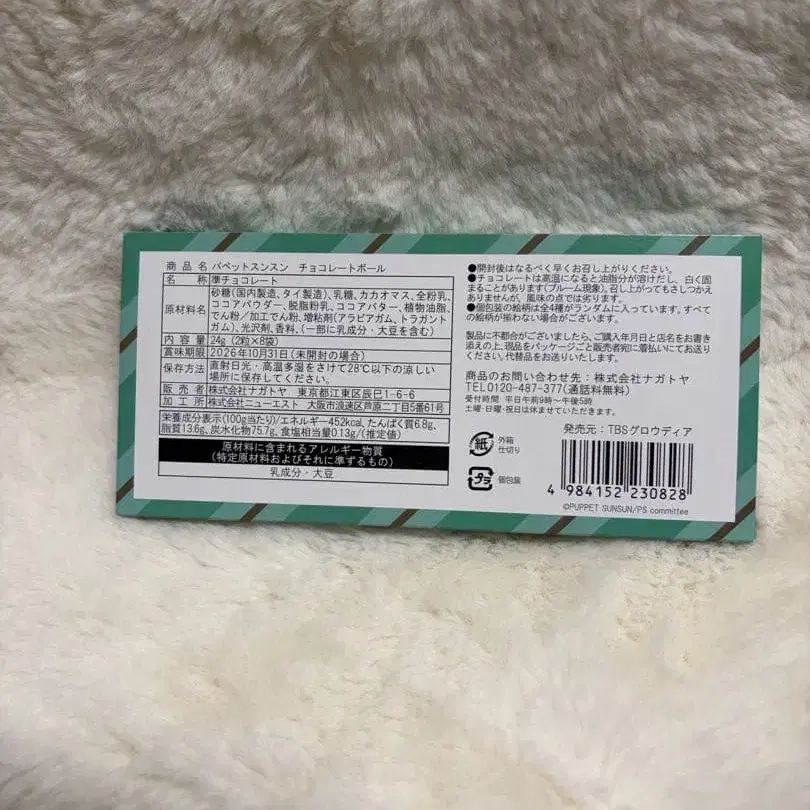 商品名 パペットスンスン チョコレートボール
名称 準チョコレート
原材料名 砂糖(国内製造、タイ製造)、乳糖、カカオマス、全粉乳、
ココアパウダー、脱脂粉乳、ココアバター、植物油脂、
でん粉／加工でん粉、増粘剤(アラビアガム、トラガント
ガム)、光沢剤、香料、(一部に乳成分・大豆を含む)
内容量 24g (2粒×8袋)
賞味期限 2026年10月31日(未開封の場合)
保存方法 直射日光・高温多湿をさけて28℃以下の涼しい
場所に保存してください。
販売者 株式会社ナガトヤ 東京都江東区辰巳1-6-6
加工所 株式会社ニューエスト 大阪市浪速区芦原二丁目5番61号
栄養成分表示(100g当たり)/エネルギー452kcal、たんぱく質6.8g、
脂質13.6g、炭水化物75.7g、食塩相当量0.13g/(推定値)
原材料に含まれるアレルギー物質
(特定原材料およびそれに準ずるもの)
乳成分・大豆
●開封後はなるべく早くお召し上がりください。
●チョコレートは高温になると油脂分が溶けだし、白く固
まることがあります(ブルーム現象)。召し上がってもさしつかえ
ありませんが、風味の点では劣ります。
●個包装の絵柄は全4種がランダムに入っています。すべて
の絵柄が揃わない場合がございます。
製品に不都合がございましたら、ご購入年月日と店名をお書き
添えの上、現品をパッケージごと販売者宛に着払いにてお送り
ください。代替品をお送りいたします。
商品のお問い合わせ先：株式会社ナガトヤ
TEL0120-487-377(通話料無料)
受付時間 平日午前9時〜午後5時
土曜・日曜・祝日は休ませていただきます。
紙 外箱
仕切り
プラ 個包装
発売元：TBSグロウディア
4 984152 230828
©PUPPET SUNSUN/PS committee